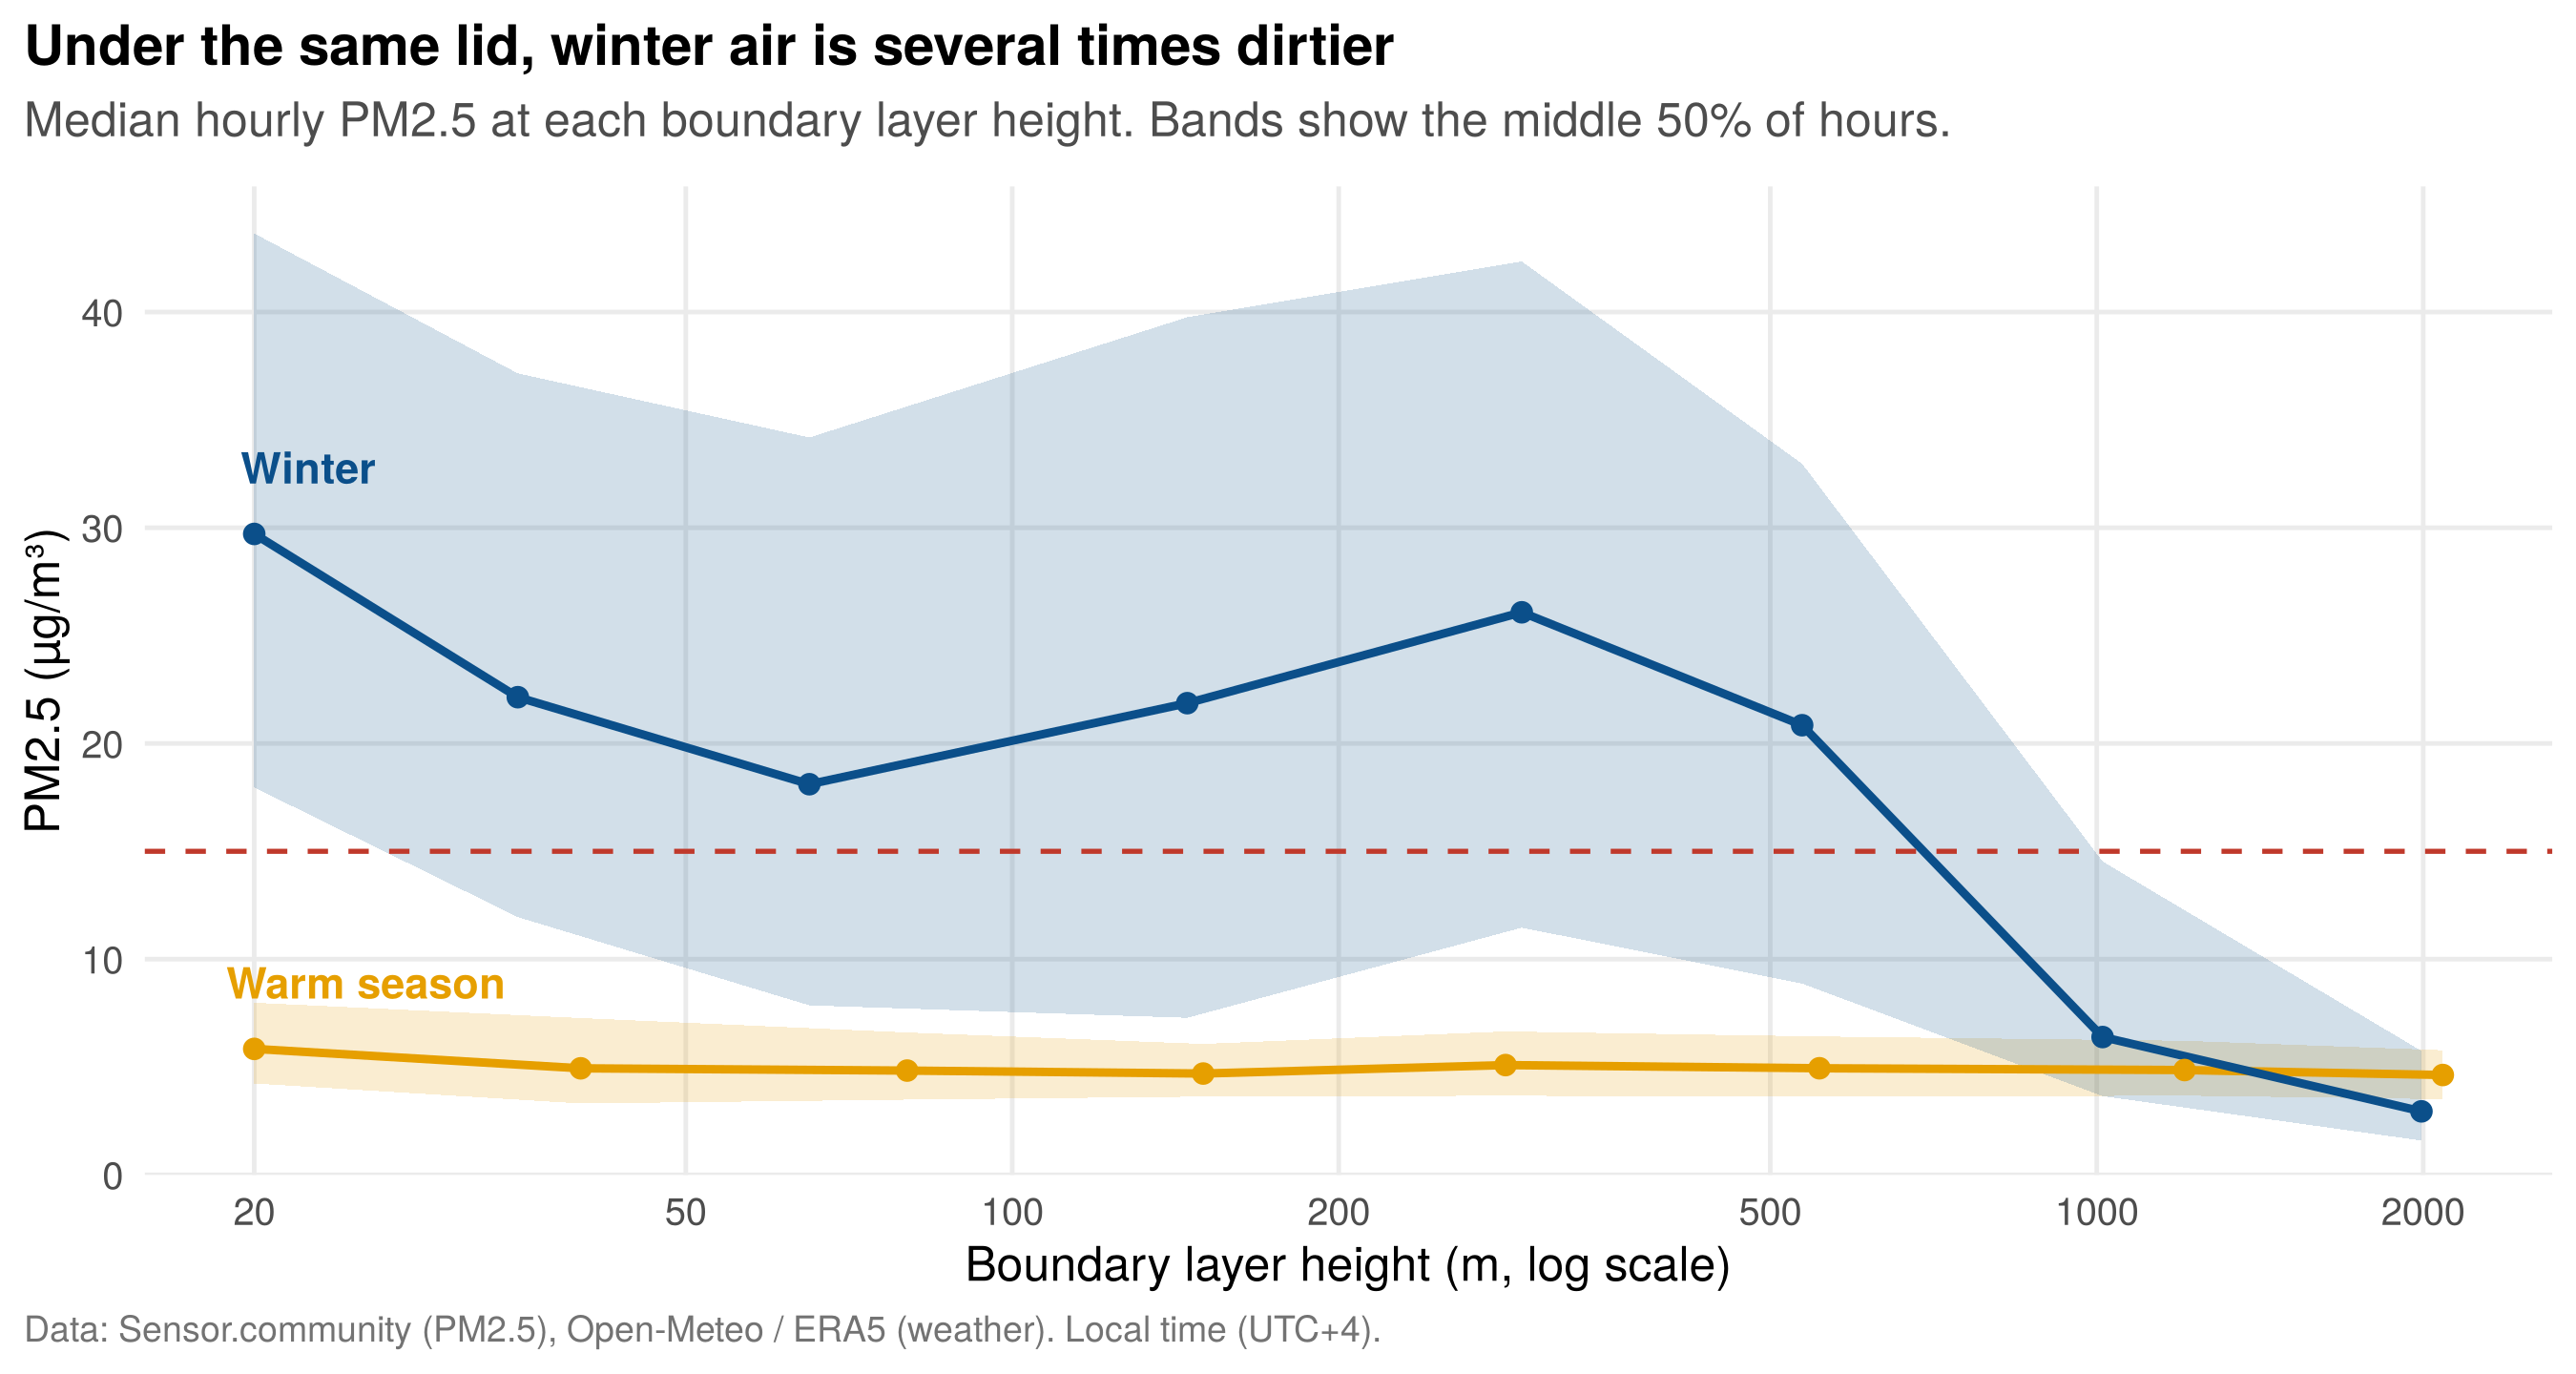 Under the same lid, winter air is several times dirtier
Median hourly PM2.5 at each boundary layer height. Bands show the middle 50% of hours.
PM2.5 (µg/m³)
40
30
20
10
0
Winter
Warm season
20 50 100 200 500 1000 2000
Boundary layer height (m, log scale)
Data: Sensor.community (PM2.5), Open-Meteo / ERA5 (weather). Local time (UTC+4).